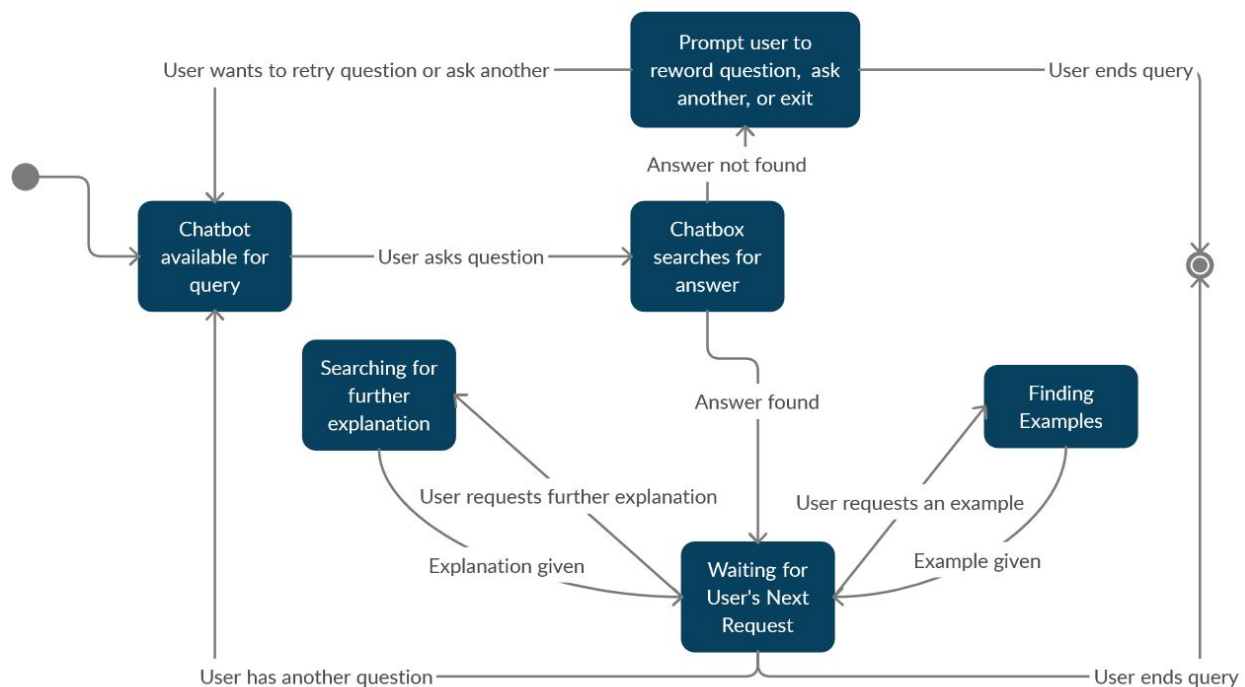 Prompt user to
reword question, ask
another, or exit
User wants to retry question or ask another
User ends query
Answer not found
Chatbot
available for
query
User asks question
Chatbox
searches for
answer
Searching for
further
explanation
Answer found
Finding
Examples
User requests further explanation
User requests an example
Explanation given
Example given
Waiting for
User's Next
Request
User has another question
User ends query